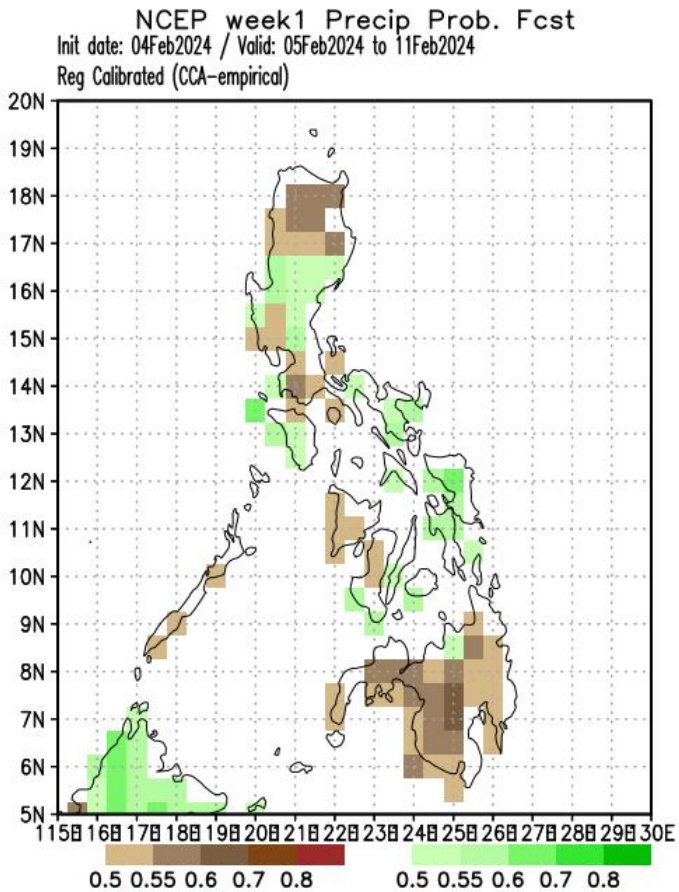 NCEP week1 Precip Prob. Fcst
Init date: 04Feb2024 / Valid: 05Feb2024 to 11Feb2024
Reg Calibrated (CCA-empirical)
20N
19N
18N
17N
16N
15N
14N
13N
12N
11N
10N
9N
8N
7N
6N
5N
115E 116E 117E 118E 119E 120E 121E 122E 123E 124E 125E 126E 127E 128E 129E 130E
0.5 0.55 0.6 0.7 0.8 0.5 0.55 0.6 0.7 0.8